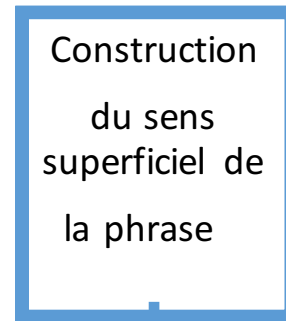 Construction
du sens
superficiel de
la phrase